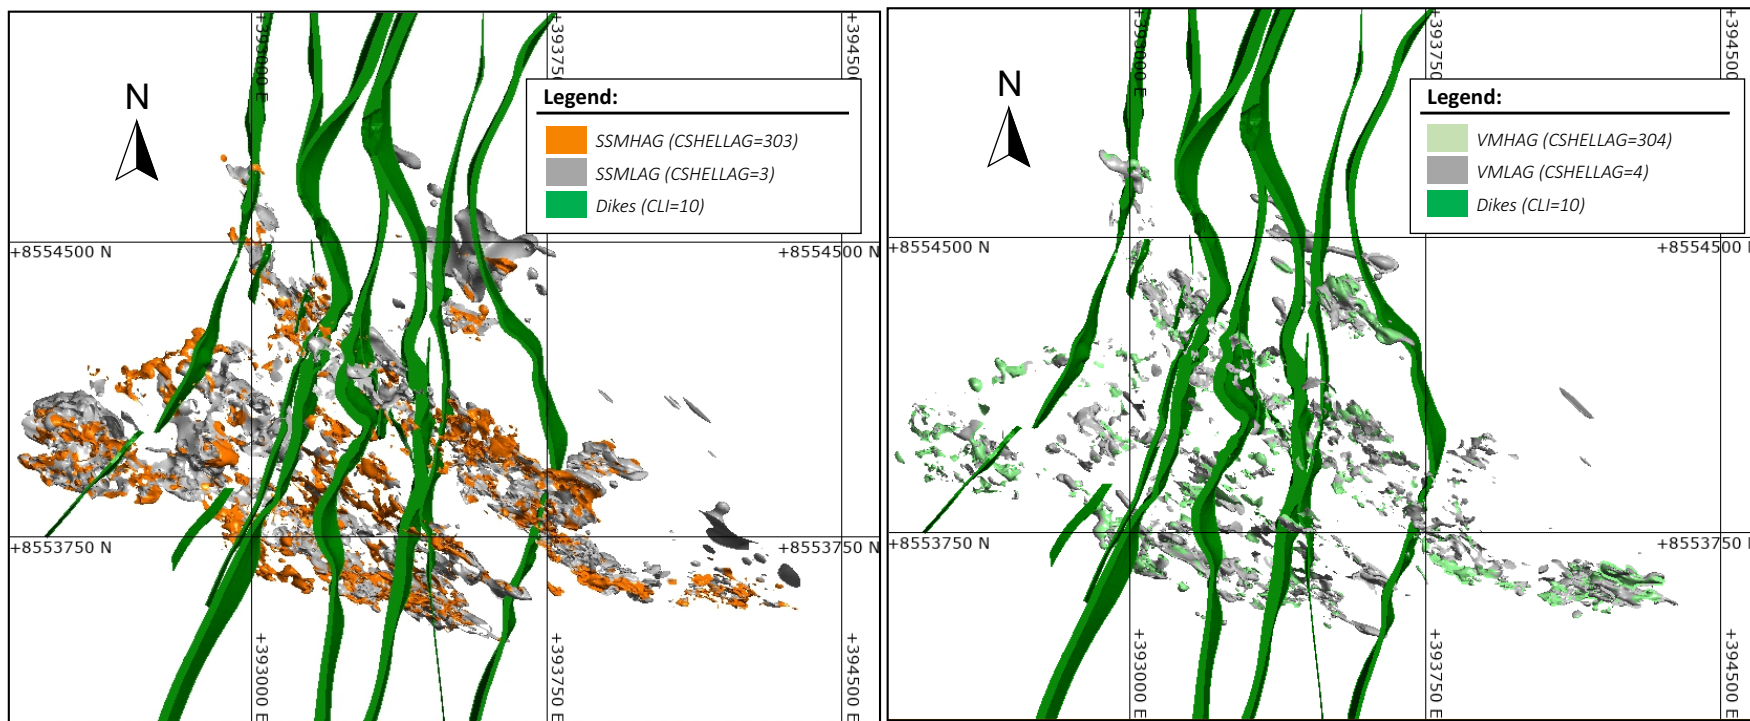 +393000 E
+393750
+394500
N
Legend:
SSMHAG (CSHELLAG=303)
SSMLAG (CSHELLAG=3)
Dikes (CLI=10)
+8554500 N
+8554500 N
+8553750 N
+8553750 N
+393000 E
+393750 E
+394500 E
+393000 E
+393750
+394500
N
Legend:
VMHAG (CSHELLAG=304)
VMLAG (CSHELLAG=4)
Dikes (CLI=10)
+8554500 N
+8554500
+8553750 N
+8553750
+393000 E
+393750 E
+394500 E